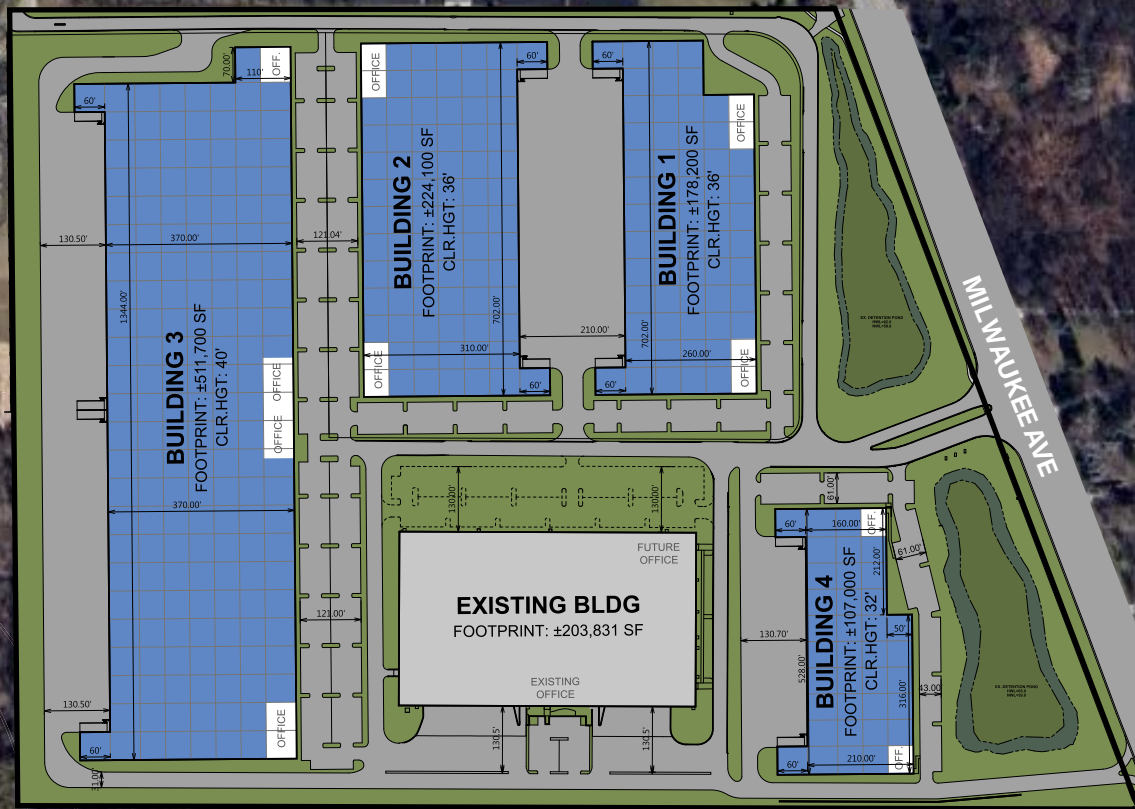 BUILDING 3
FOOTPRINT: ±511,700 SF
CLR.HGT: 40'
OFF.
OFFICE
OFFICE
OFFICE
70.00'
110'
60'
130.50'
370.00'
1344.00'
370.00'
130.50'
60'
31.00'
121.04'
121.00'
BUILDING 2
FOOTPRINT: ±224,100 SF
CLR.HGT: 36'
OFFICE
OFFICE
60'
702.00'
310.00'
60'
210.00'
BUILDING 1
FOOTPRINT: ±178,200 SF
CLR.HGT: 36'
OFFICE
OFFICE
60'
702.00'
260.00'
60'
EX. DETENTION POND
MILWAUKEE AVE
130.00'
130.00'
FUTURE
OFFICE
EXISTING BLDG
FOOTPRINT: ±203,831 SF
EXISTING
OFFICE
130.5'
130.5'
BUILDING 4
FOOTPRINT: ±107,000 SF
CLR.HGT: 32'
OFF.
OFF.
61.00'
60'
160.00'
61.00'
212.00'
50'
130.70'
528.00'
316.00'
43.00'
60'
210.00'
EX. DETENTION POND